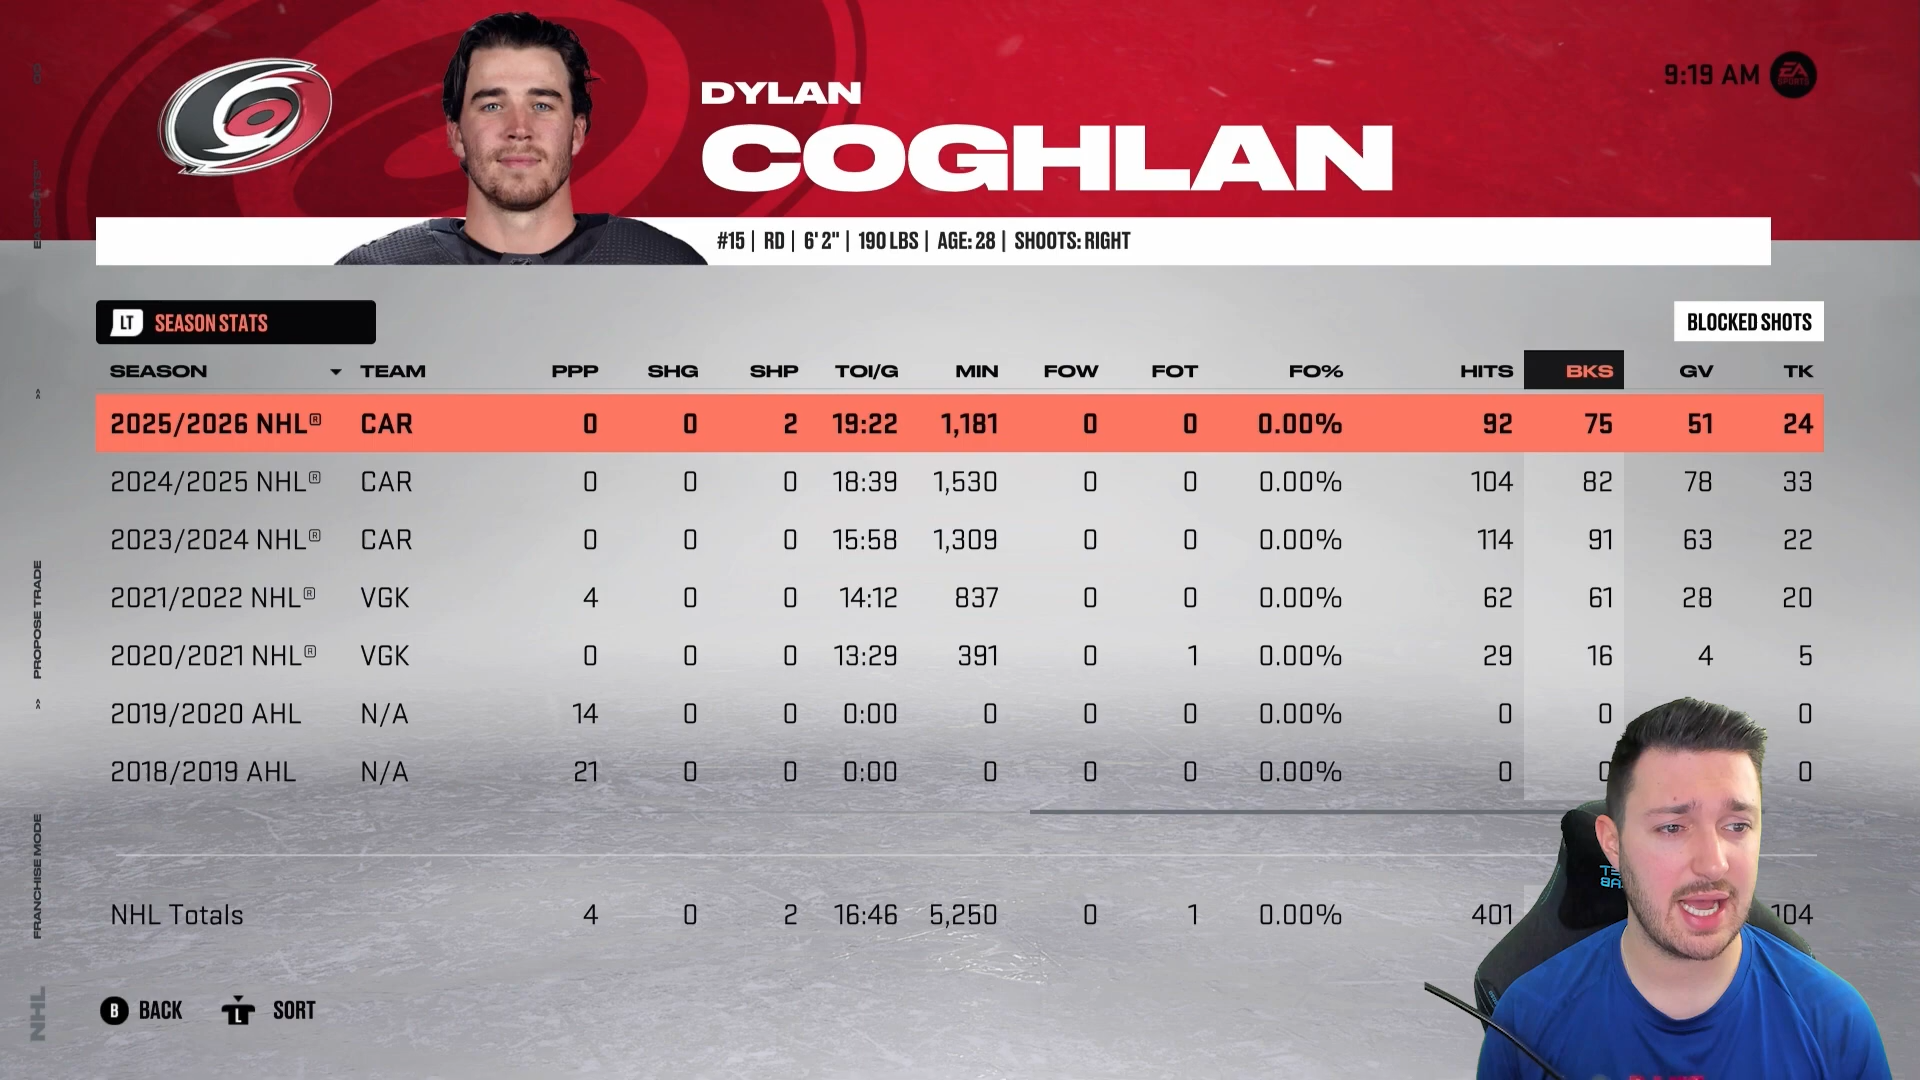 9:19 AM
EA SPORTS
DYLAN
COGHLAN
#15 | RD | 6' 2" | 190 LBS | AGE: 28 | SHOOTS: RIGHT
LT SEASON STATS
BLOCKED SHOTS
SEASON TEAM PPP SHG SHP TOI/G MIN FOW FOT FO% HITS BKS GV TK
2025/2026 NHL® CAR 0 0 2 19:22 1,181 0 0 0.00% 92 75 51 24
2024/2025 NHL® CAR 0 0 0 18:39 1,530 0 0 0.00% 104 82 78 33
2023/2024 NHL® CAR 0 0 0 15:58 1,309 0 0 0.00% 114 91 63 22
2021/2022 NHL® VGK 4 0 0 14:12 837 0 0 0.00% 62 61 28 20
2020/2021 NHL® VGK 0 0 0 13:29 391 0 1 0.00% 29 16 4 5
2019/2020 AHL N/A 14 0 0 0:00 0 0 0 0.00% 0 0 0
2018/2019 AHL N/A 21 0 0 0:00 0 0 0 0.00% 0 0 0
NHL Totals 4 0 2 16:46 5,250 0 1 0.00% 401 104
B BACK L SORT
NHL
FRANCHISE MODE
>> PROPOSE TRADE
>> EA SPORTS™